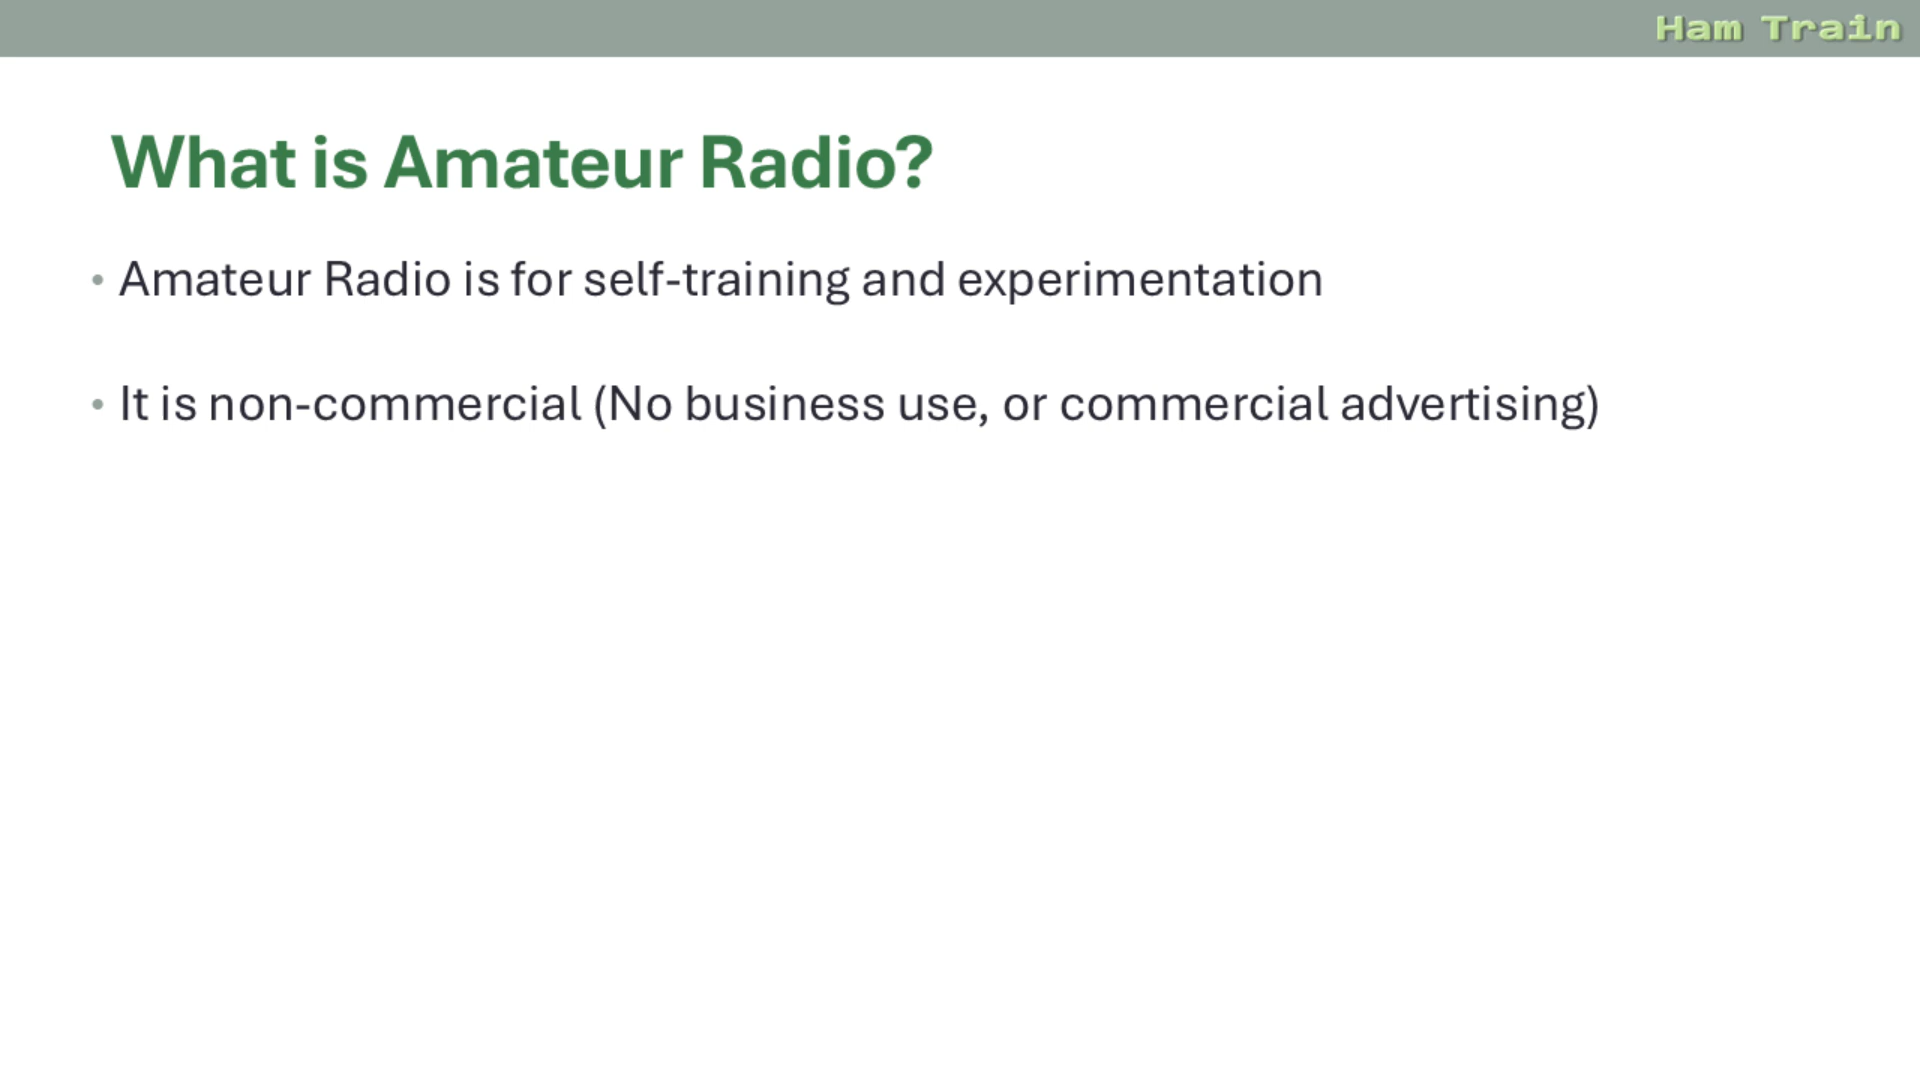 Ham Train
What is Amateur Radio?
• Amateur Radio is for self-training and experimentation
• It is non-commercial (No business use, or commercial advertising)